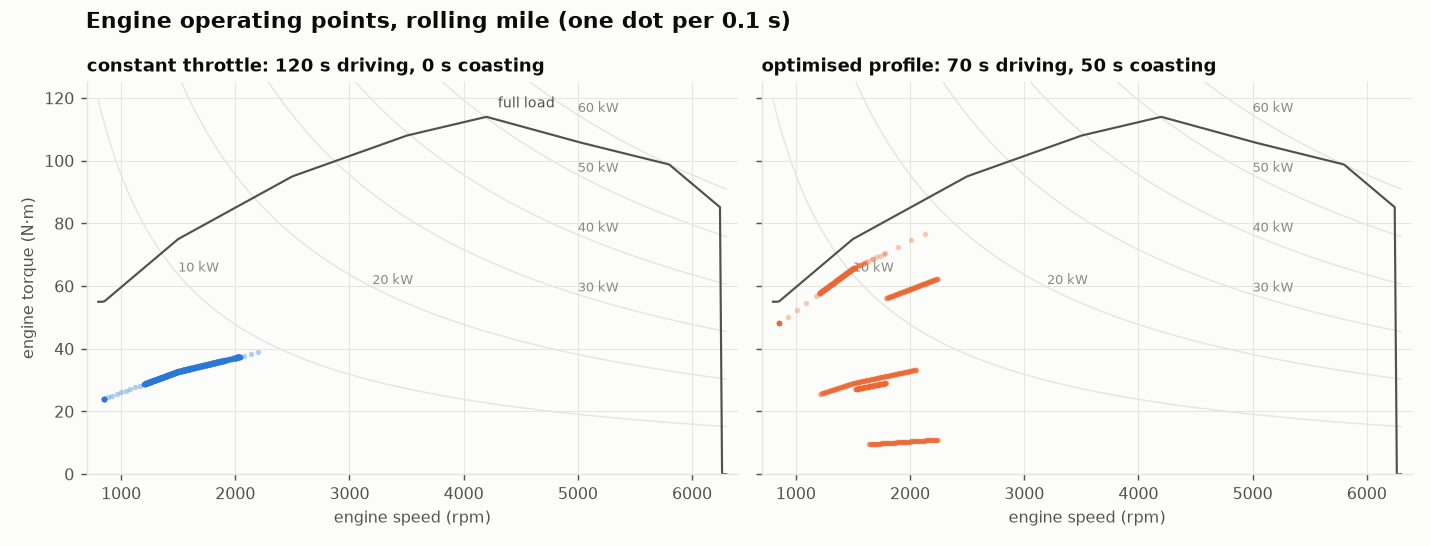 Engine operating points, rolling mile (one dot per 0.1 s)
constant throttle: 120 s driving, 0 s coasting
optimised profile: 70 s driving, 50 s coasting
engine torque (N·m)
120
100
80
60
40
20
0
full load
60 kW
50 kW
40 kW
30 kW
20 kW
10 kW
1000 2000 3000 4000 5000 6000
engine speed (rpm)
60 kW
50 kW
40 kW
30 kW
20 kW
10 kW
1000 2000 3000 4000 5000 6000
engine speed (rpm)